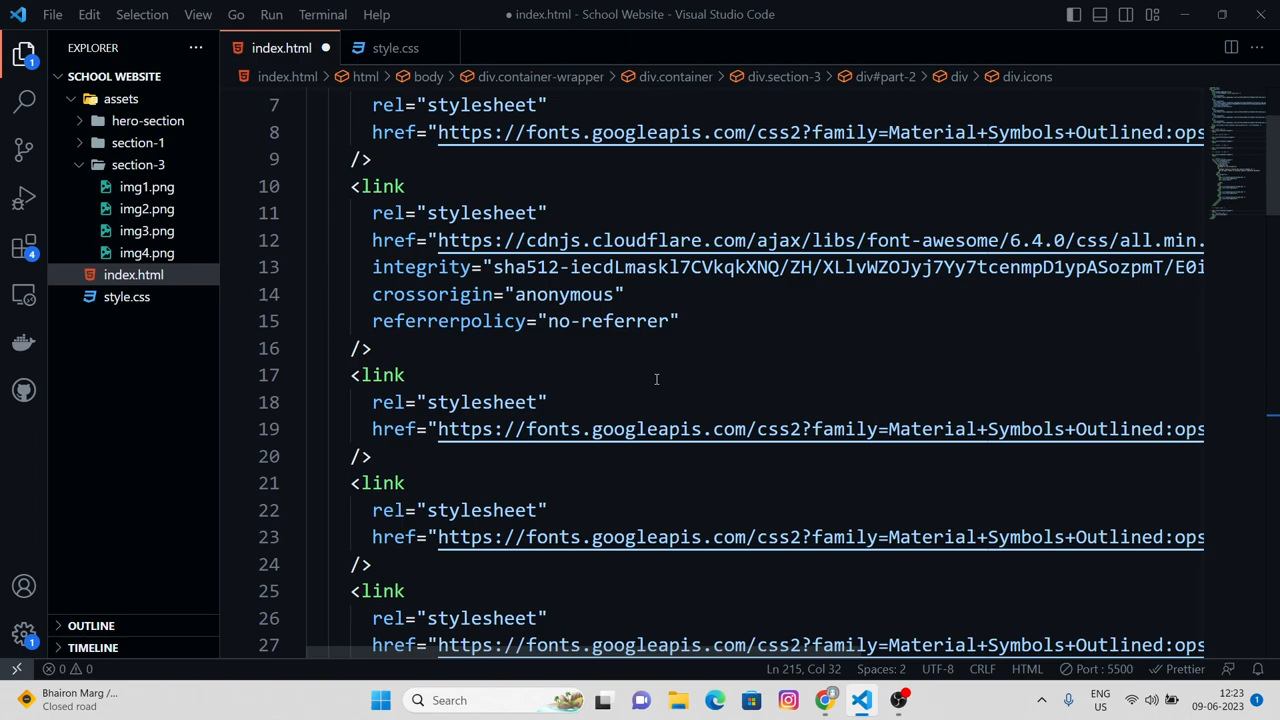 File Edit Selection View Go Run Terminal Help
● index.html - School Website - Visual Studio Code
EXPLORER
index.html
style.css
index.html > html > body > div.container-wrapper > div.container > div.section-3 > div#part-2 > div > div.icons
SCHOOL WEBSITE
assets
hero-section
section-1
section-3
img1.png
img2.png
img3.png
img4.png
index.html
style.css
OUTLINE
TIMELINE
7 rel="stylesheet"
8 href="https://fonts.googleapis.com/css2?family=Material+Symbols+Outlined:ops
9 />
10 <link
11 rel="stylesheet"
12 href="https://cdnjs.cloudflare.com/ajax/libs/font-awesome/6.4.0/css/all.min.
13 integrity="sha512-iecdLmaskl7CVkqkXNQ/ZH/XLlvWZOJyj7Yy7tcenmpD1ypASozpmT/E0i
14 crossorigin="anonymous"
15 referrerpolicy="no-referrer"
16 />
17 <link
18 rel="stylesheet"
19 href="https://fonts.googleapis.com/css2?family=Material+Symbols+Outlined:ops
20 />
21 <link
22 rel="stylesheet"
23 href="https://fonts.googleapis.com/css2?family=Material+Symbols+Outlined:ops
24 />
25 <link
26 rel="stylesheet"
27 href="https://fonts.googleapis.com/css2?family=Material+Symbols+Outlined:ops
1
4
1
0 0 Ln 215, Col 32 Spaces: 2 UTF-8 CRLF HTML Port : 5500 Prettier
Bhairon Marg /...
Closed road
Search
ENG
US
12:23
09-06-2023
1